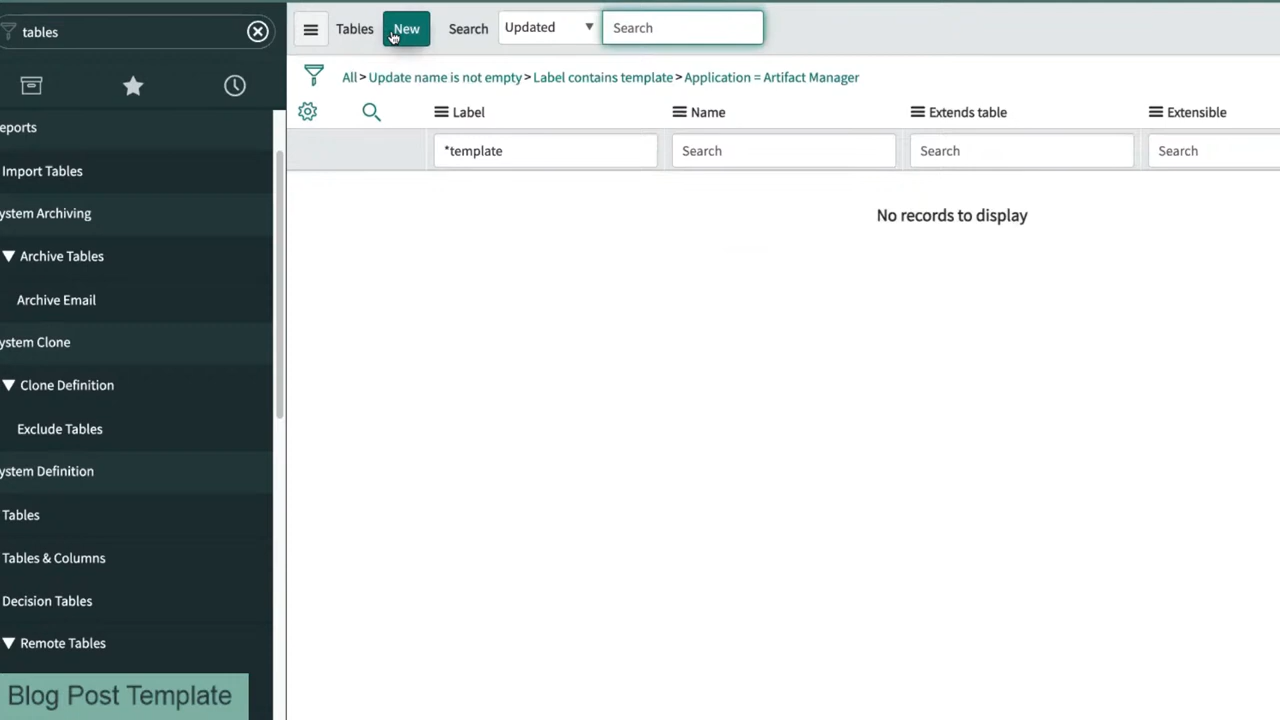 tables
eports
Import Tables
ystem Archiving
Archive Tables
Archive Email
ystem Clone
Clone Definition
Exclude Tables
ystem Definition
Tables
Tables & Columns
Decision Tables
Remote Tables
Blog Post Template
Tables New Search Updated Search
All > Update name is not empty > Label contains template > Application = Artifact Manager
Label Name Extends table Extensible
*template Search Search Search
No records to display